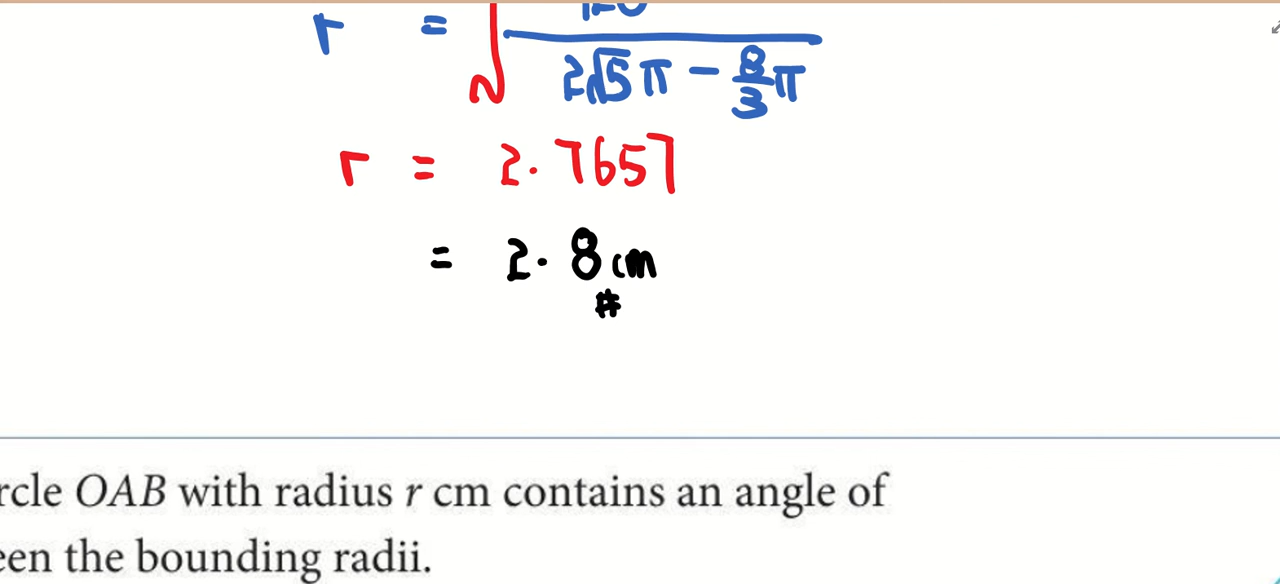 r = √ 2√5π − 8/3 π
r = 2.7657
= 2.8 cm
#
rcle OAB with radius r cm contains an angle of
een the bounding radii.